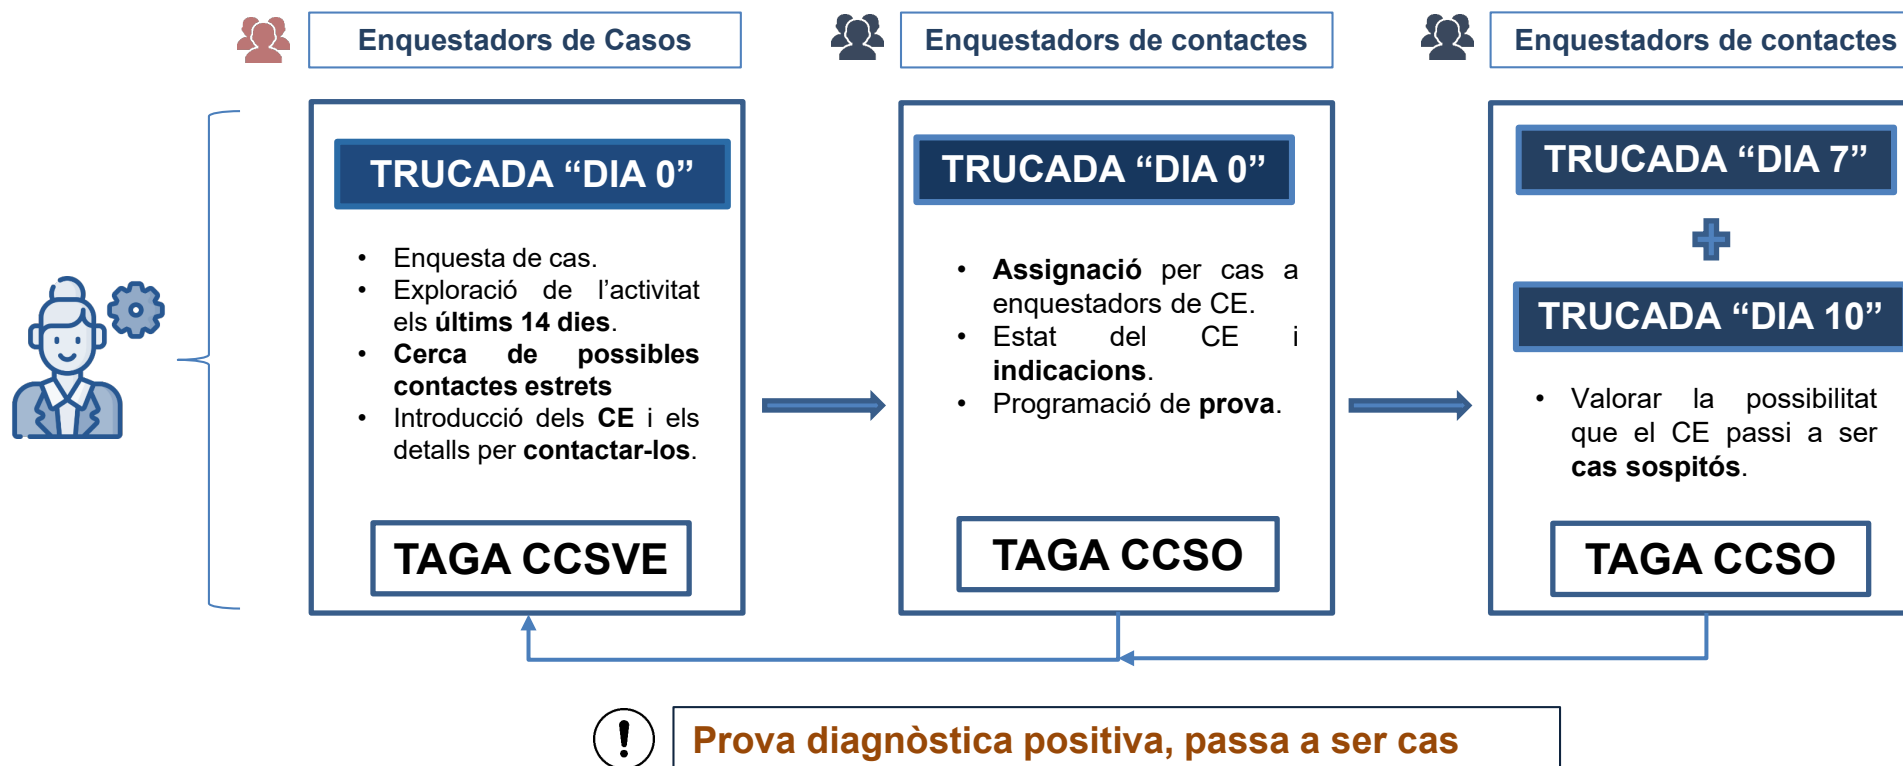 Enquestadors de Casos
Enquestadors de contactes
Enquestadors de contactes
TRUCADA “DIA 0”
• Enquesta de cas.
• Exploració de l’activitat
els últims 14 dies.
• Cerca de possibles
contactes estrets
• Introducció dels CE i els
detalls per contactar-los.
TAGA CCSVE
TRUCADA “DIA 0”
• Assignació per cas a
enquestadors de CE.
• Estat del CE i
indicacions.
• Programació de prova.
TAGA CCSO
TRUCADA “DIA 7”
TRUCADA “DIA 10”
• Valorar la possibilitat
que el CE passi a ser
cas sospitós.
TAGA CCSO
Prova diagnòstica positiva, passa a ser cas